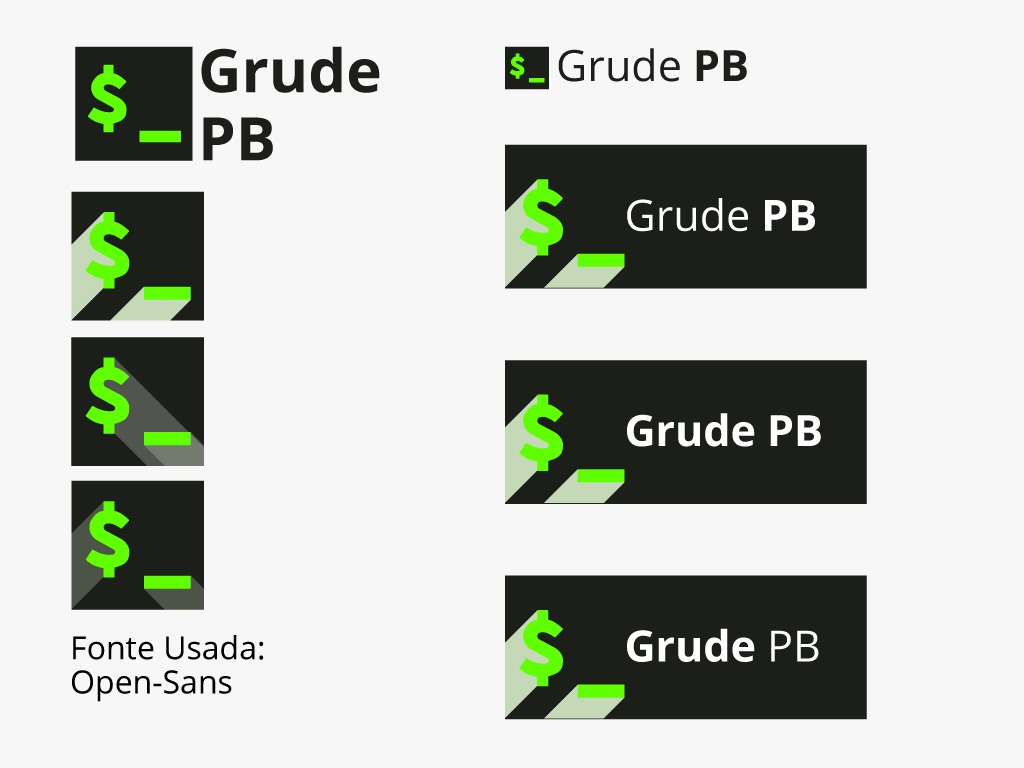 $_ Grude
PB
$_
$_
$_
Fonte Usada:
Open-Sans
$_ Grude PB
$_ Grude PB
$_ Grude PB
$_ Grude PB